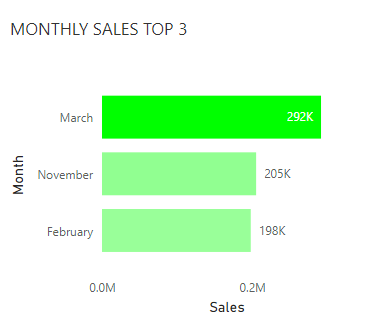 MONTHLY SALES TOP 3
March 292K
November 205K
February 198K
Month
0.0M 0.2M
Sales